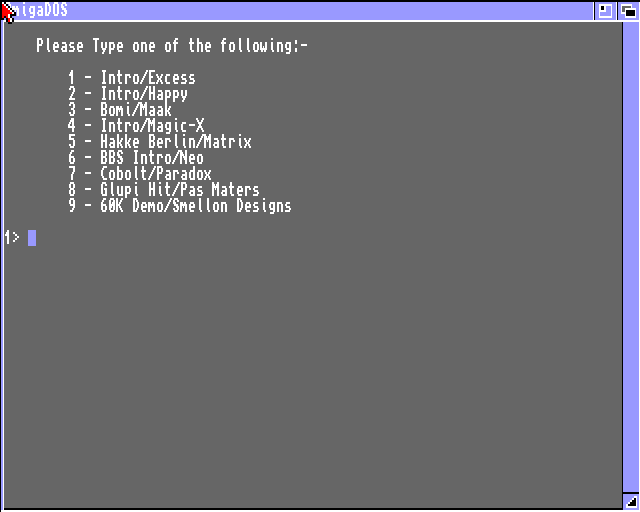 migaDOS
Please Type one of the following:-
1 - Intro/Excess
2 - Intro/Happy
3 - Bomi/Maak
4 - Intro/Magic-X
5 - Hakke Berlin/Matrix
6 - BBS Intro/Neo
7 - Cobolt/Paradox
8 - Glupi Hit/Pas Maters
9 - 60K Demo/Smellon Designs
1>